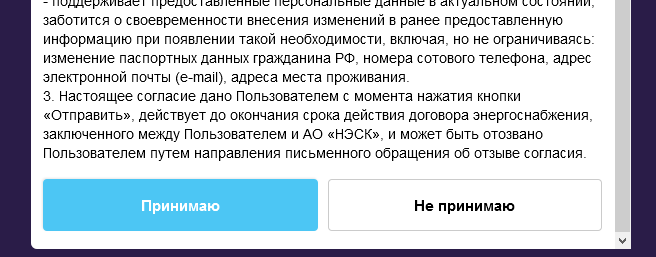 - поддерживает предоставленные персональные данные в актуальном состоянии,
заботится о своевременности внесения изменений в ранее предоставленную
информацию при появлении такой необходимости, включая, но не ограничиваясь:
изменение паспортных данных гражданина РФ, номера сотового телефона, адрес
электронной почты (e-mail), адреса места проживания.
3. Настоящее согласие дано Пользователем с момента нажатия кнопки
«Отправить», действует до окончания срока действия договора энергоснабжения,
заключенного между Пользователем и АО «НЭСК», и может быть отозвано
Пользователем путем направления письменного обращения об отзыве согласия.
Принимаю
Не принимаю